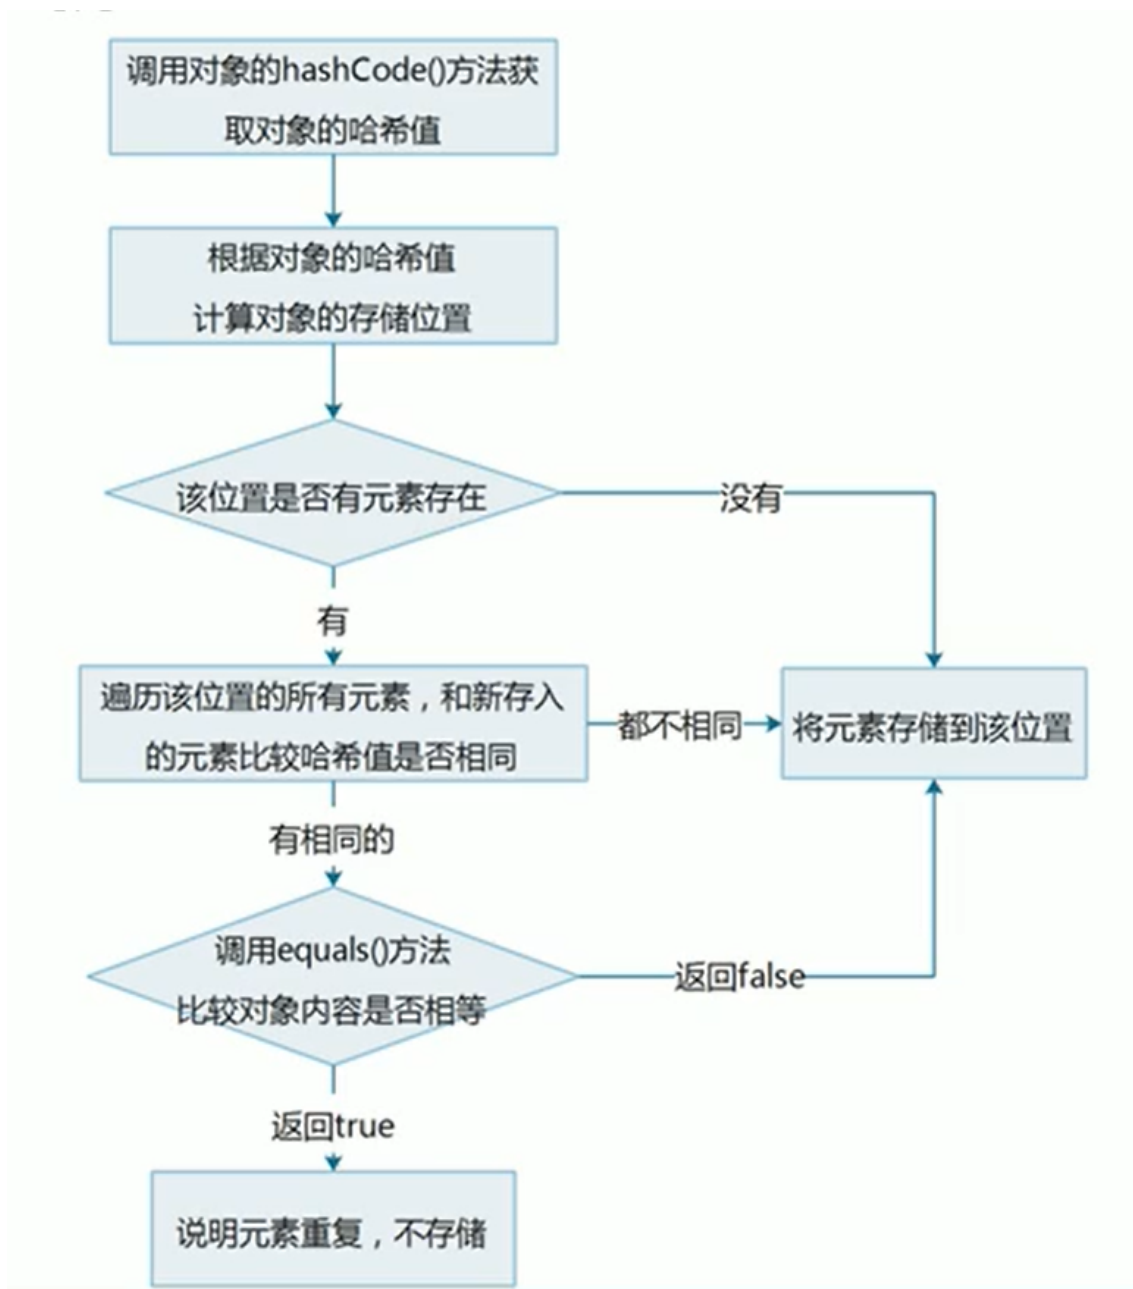 调用对象的hashCode()方法获
取对象的哈希值
根据对象的哈希值
计算对象的存储位置
该位置是否有元素存在
没有
有
遍历该位置的所有元素，和新存入
的元素比较哈希值是否相同
都不相同
将元素存储到该位置
有相同的
调用equals()方法
比较对象内容是否相等
返回false
返回true
说明元素重复，不存储